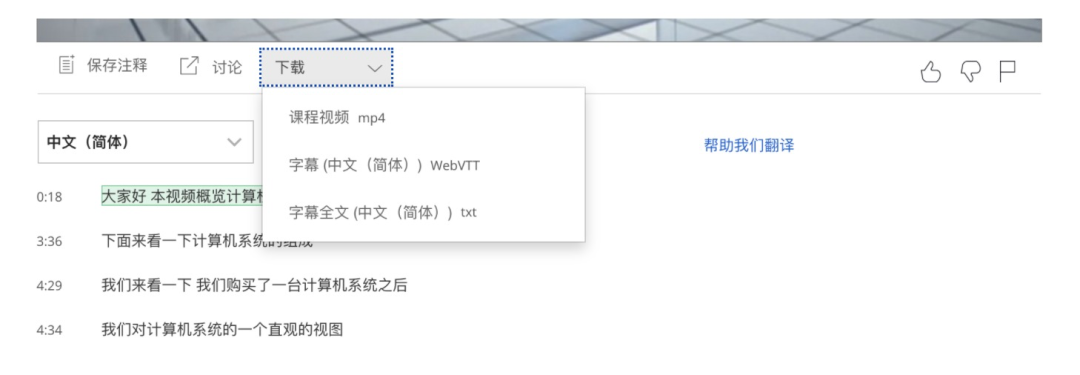 保存注释 讨论 下载
课程视频 mp4
中文（简体）
帮助我们翻译
字幕 (中文（简体）) WebVTT
0:18 大家好 本视频概览计算
字幕全文 (中文（简体）) txt
3:36 下面来看一下计算机系统的组成
4:29 我们来看一下 我们购买了一台计算机系统之后
4:34 我们对计算机系统的一个直观的视图